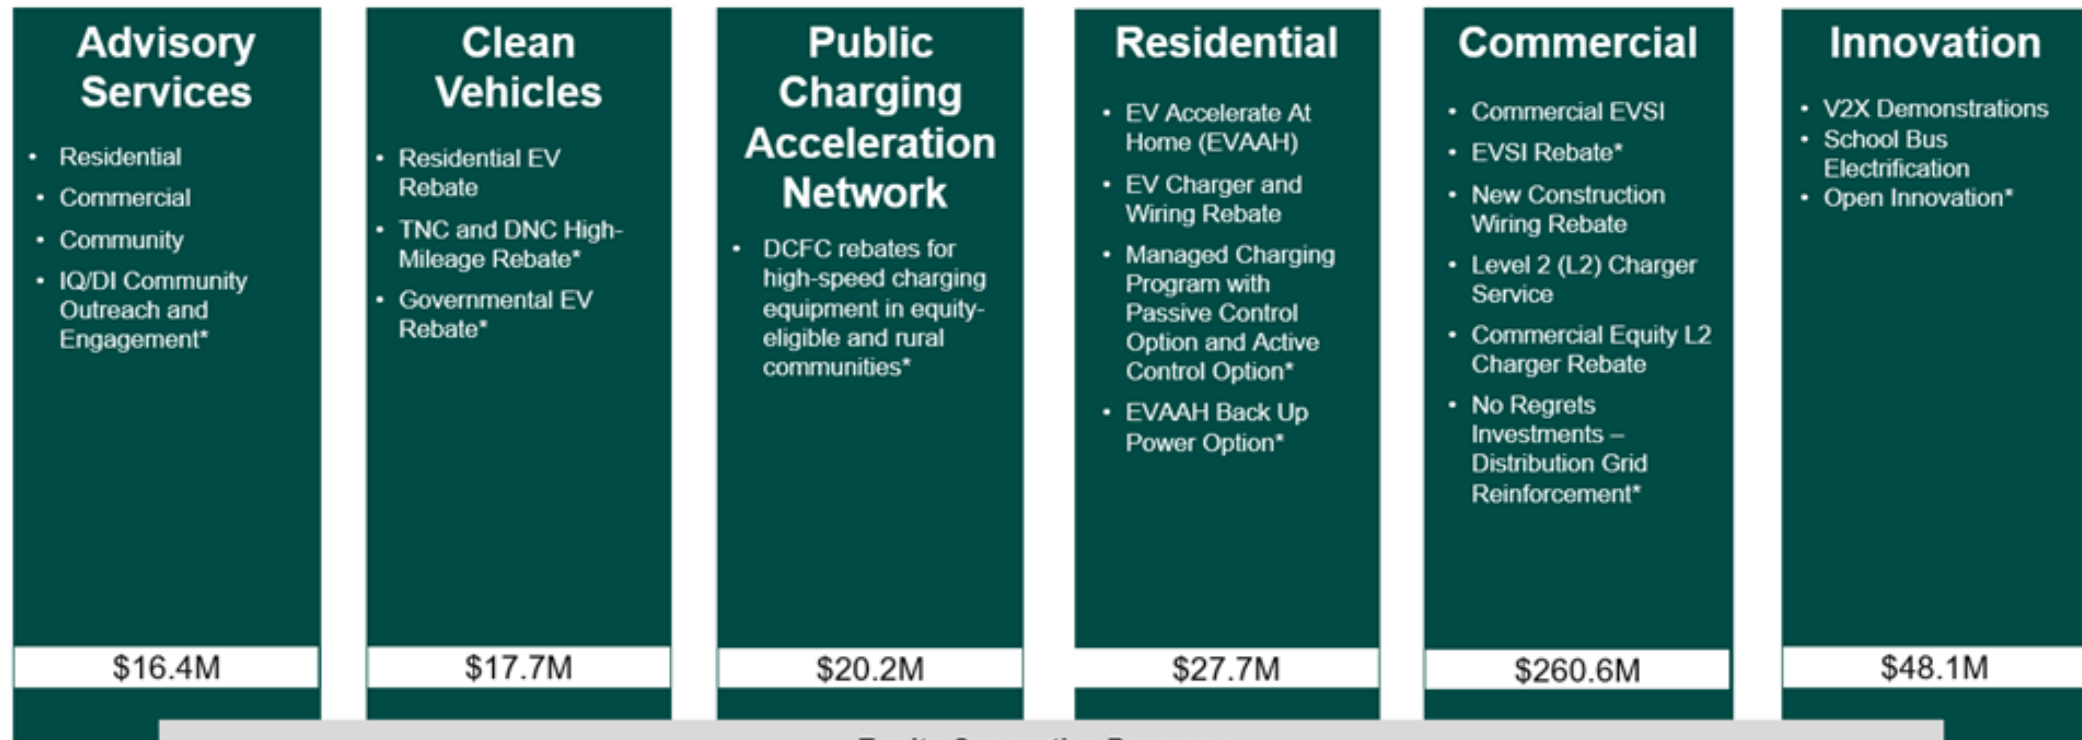 Advisory
Services
• Residential
• Commercial
• Community
• IQ/DI Community
Outreach and
Engagement*
$16.4M
Clean
Vehicles
• Residential EV
Rebate
• TNC and DNC High-
Mileage Rebate*
• Governmental EV
Rebate*
$17.7M
Public
Charging
Acceleration
Network
• DCFC rebates for
high-speed charging
equipment in equity-
eligible and rural
communities*
$20.2M
Residential
• EV Accelerate At
Home (EVAAH)
• EV Charger and
Wiring Rebate
• Managed Charging
Program with
Passive Control
Option and Active
Control Option*
• EVAAH Back Up
Power Option*
$27.7M
Commercial
• Commercial EVSI
• EVSI Rebate*
• New Construction
Wiring Rebate
• Level 2 (L2) Charger
Service
• Commercial Equity L2
Charger Rebate
• No Regrets
Investments –
Distribution Grid
Reinforcement*
$260.6M
Innovation
• V2X Demonstrations
• School Bus
Electrification
• Open Innovation*
$48.1M